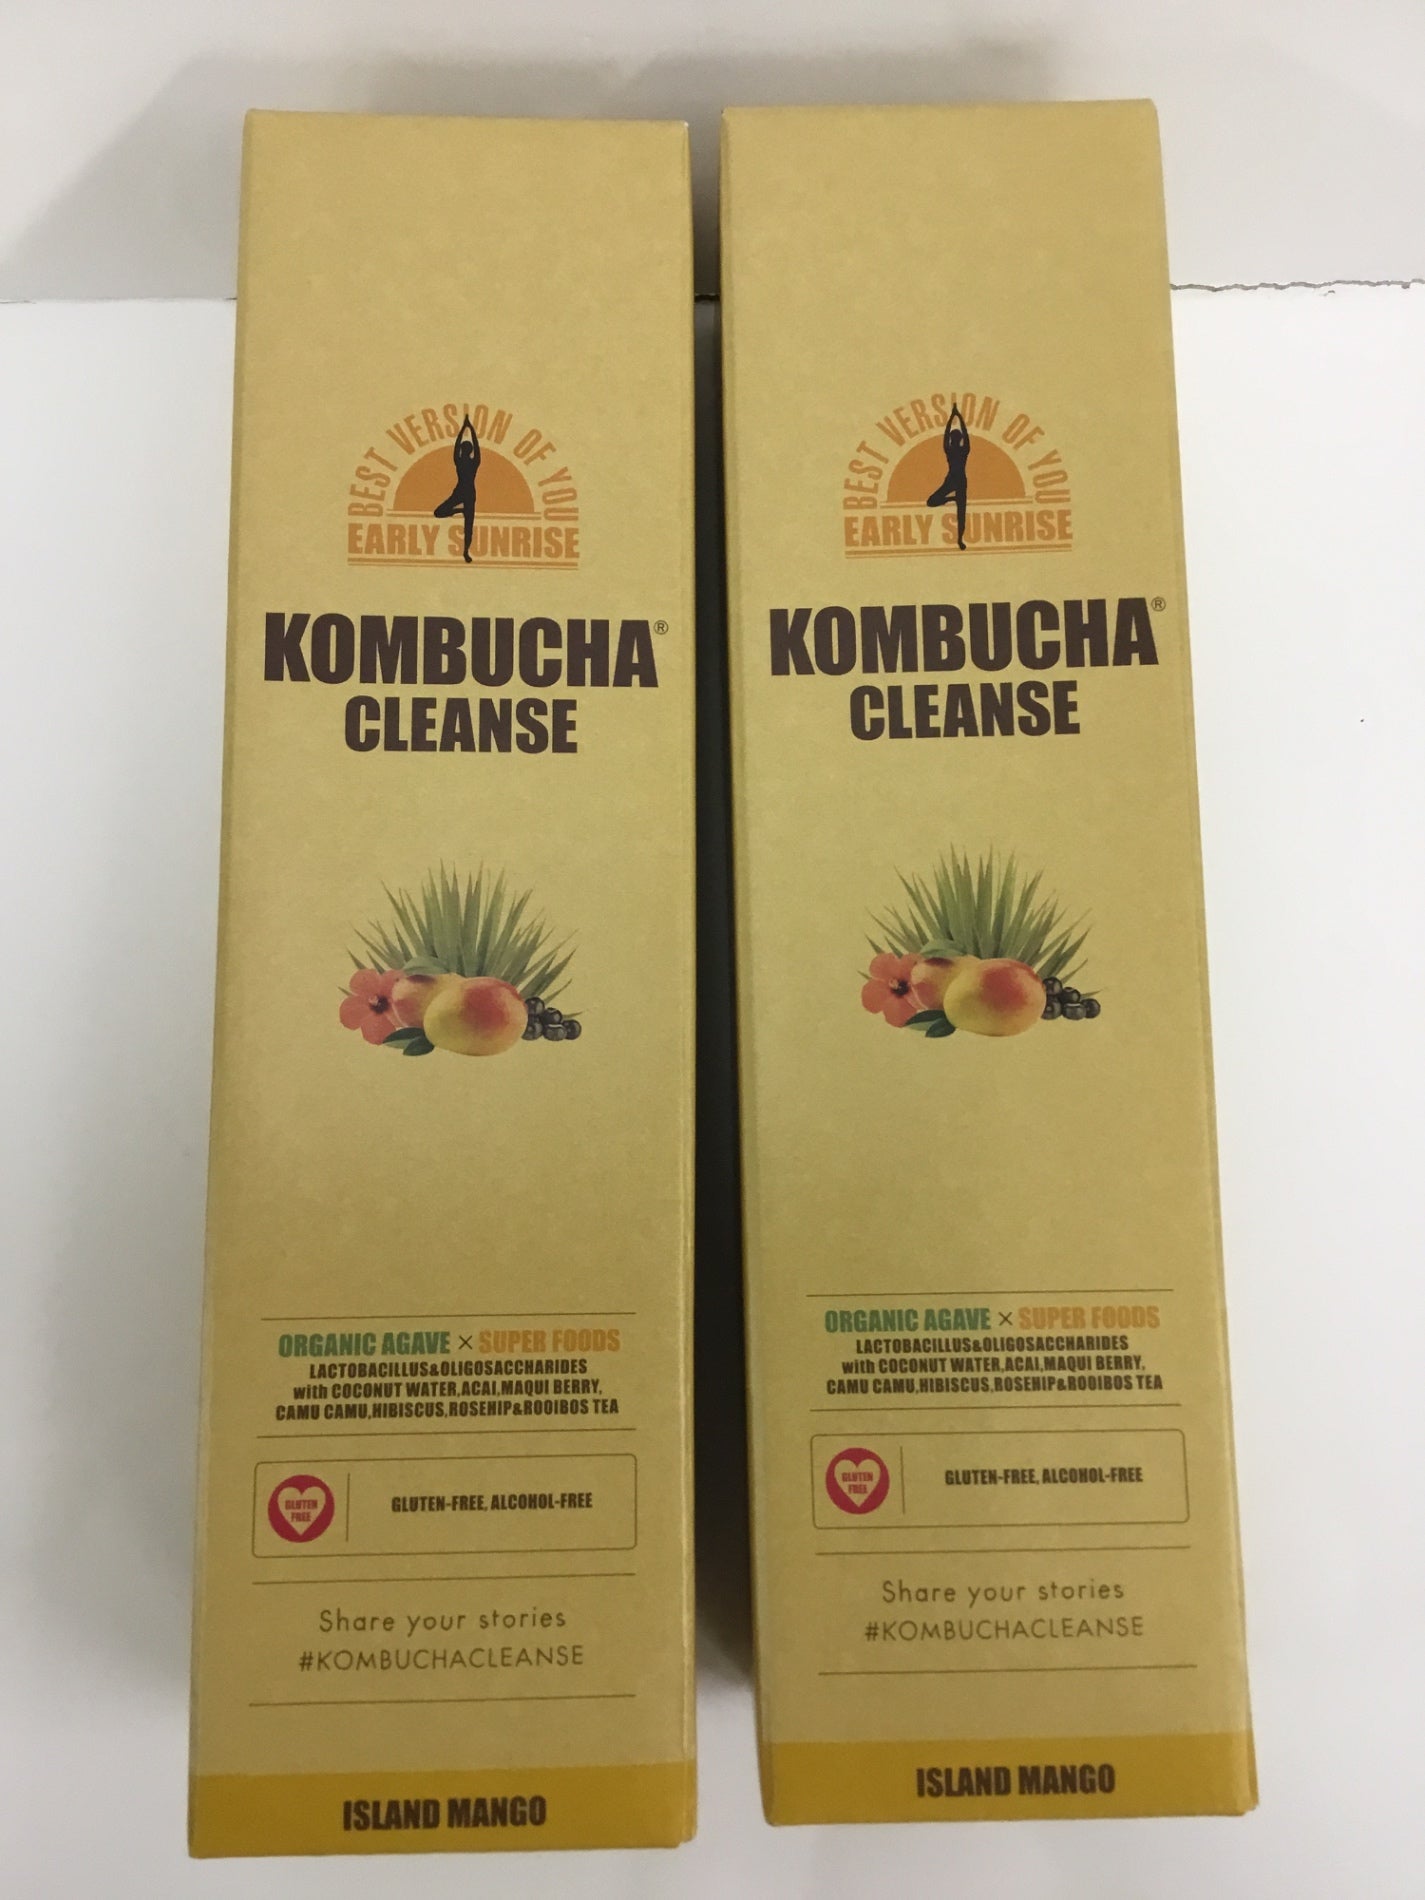 BEST VERSION OF YOU
EARLY SUNRISE
KOMBUCHA®
CLEANSE
ORGANIC AGAVE × SUPER FOODS
LACTOBACILLUS&OLIGOSACCHARIDES
with COCONUT WATER,ACAI,MAQUI BERRY,
CAMU CAMU,HIBISCUS,ROSEHIP&ROOIBOS TEA
GLUTEN
FREE
GLUTEN-FREE, ALCOHOL-FREE
Share your stories
#KOMBUCHACLEANSE
ISLAND MANGO
BEST VERSION OF YOU
EARLY SUNRISE
KOMBUCHA®
CLEANSE
ORGANIC AGAVE × SUPER FOODS
LACTOBACILLUS&OLIGOSACCHARIDES
with COCONUT WATER,ACAI,MAQUI BERRY,
CAMU CAMU,HIBISCUS,ROSEHIP&ROOIBOS TEA
GLUTEN
FREE
GLUTEN-FREE, ALCOHOL-FREE
Share your stories
#KOMBUCHACLEANSE
ISLAND MANGO